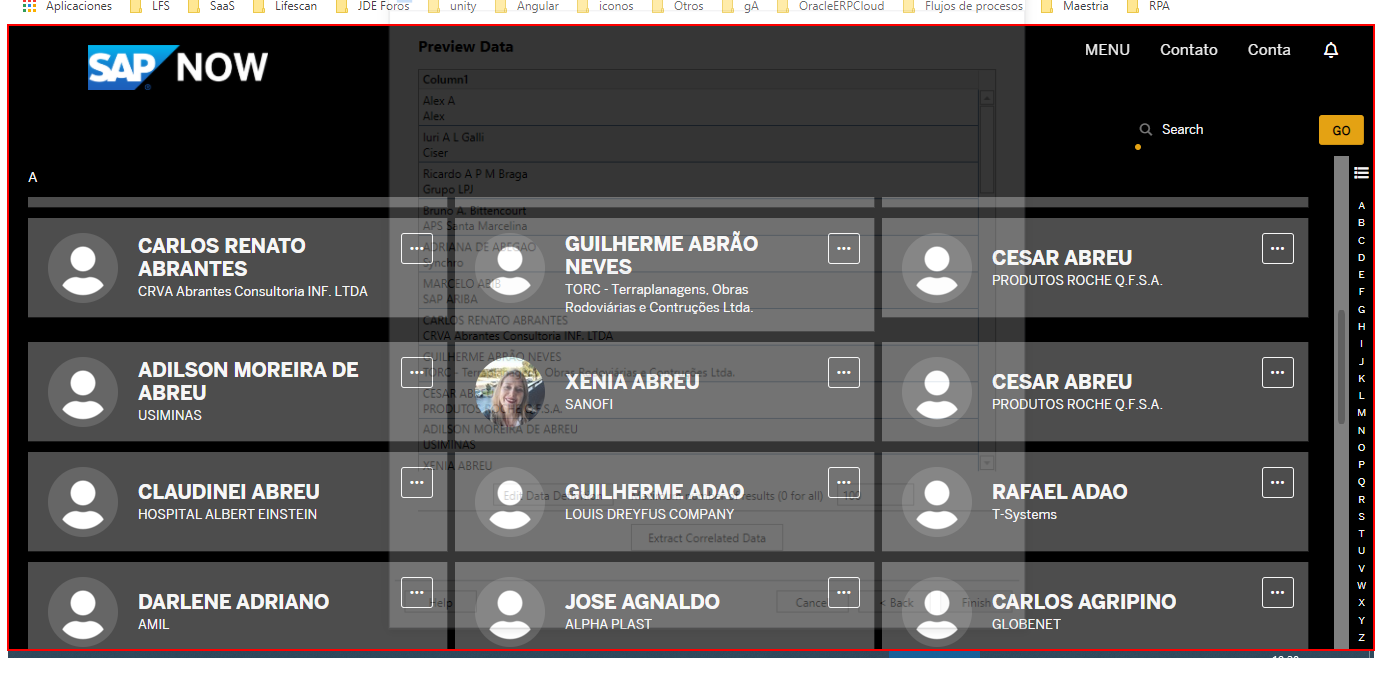 Aplicaciones LFS SaaS Lifescan JDE Foros unity Angular iconos Otros gA OracleERPCloud Flujos de procesos Maestria RPA
SAP NOW
MENU Contato Conta
Preview Data
Column1
Alex A
Alex
Iuri A L Galli
Ciser
Ricardo A P M Braga
Grupo LPJ
Bruno A. Bittencourt
APS Santa Marcelina
ADRIANA DE ABEGAO
Synchro
MARCELO ABIB
SAP ARIBA
CARLOS RENATO ABRANTES
CRVA Abrantes Consultoria INF. LTDA
GUILHERME ABRÃO NEVES
TORC - Terraplanagens, Obras Rodoviárias e Contruções Ltda.
CESAR ABREU
PRODUTOS ROCHE Q.F.S.A.
ADILSON MOREIRA DE ABREU
USIMINAS
XENIA ABREU
results (0 for all) 100
Extract Correlated Data
Help Cancel < Back Finish
Search
GO
A
CARLOS RENATO
ABRANTES
CRVA Abrantes Consultoria INF. LTDA
...
GUILHERME ABRÃO
NEVES
TORC - Terraplanagens, Obras
Rodoviárias e Contruções Ltda.
...
CESAR ABREU
PRODUTOS ROCHE Q.F.S.A.
...
ADILSON MOREIRA DE
ABREU
USIMINAS
...
XENIA ABREU
SANOFI
...
CESAR ABREU
PRODUTOS ROCHE Q.F.S.A.
...
CLAUDINEI ABREU
HOSPITAL ALBERT EINSTEIN
...
GUILHERME ADAO
LOUIS DREYFUS COMPANY
...
RAFAEL ADAO
T-Systems
...
DARLENE ADRIANO
AMIL
...
JOSE AGNALDO
ALPHA PLAST
...
CARLOS AGRIPINO
GLOBENET
...
A
B
C
D
E
F
G
H
I
J
K
L
M
N
O
P
Q
R
S
T
U
V
W
X
Y
Z